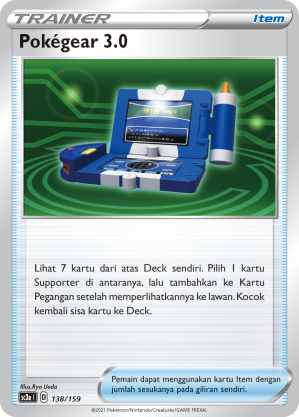 TRAINER Item
Pokégear 3.0
Lihat 7 kartu dari atas Deck sendiri. Pilih 1 kartu
Supporter di antaranya, lalu tambahkan ke Kartu
Pegangan setelah memperlihatkannya ke lawan. Kocok
kembali sisa kartu ke Deck.
Illus. Ryo Ueda
sc3a I D 138/159
Pemain dapat menggunakan kartu Item dengan
jumlah sesukanya pada giliran sendiri.
©2021 Pokémon/Nintendo/Creatures/GAME FREAK.